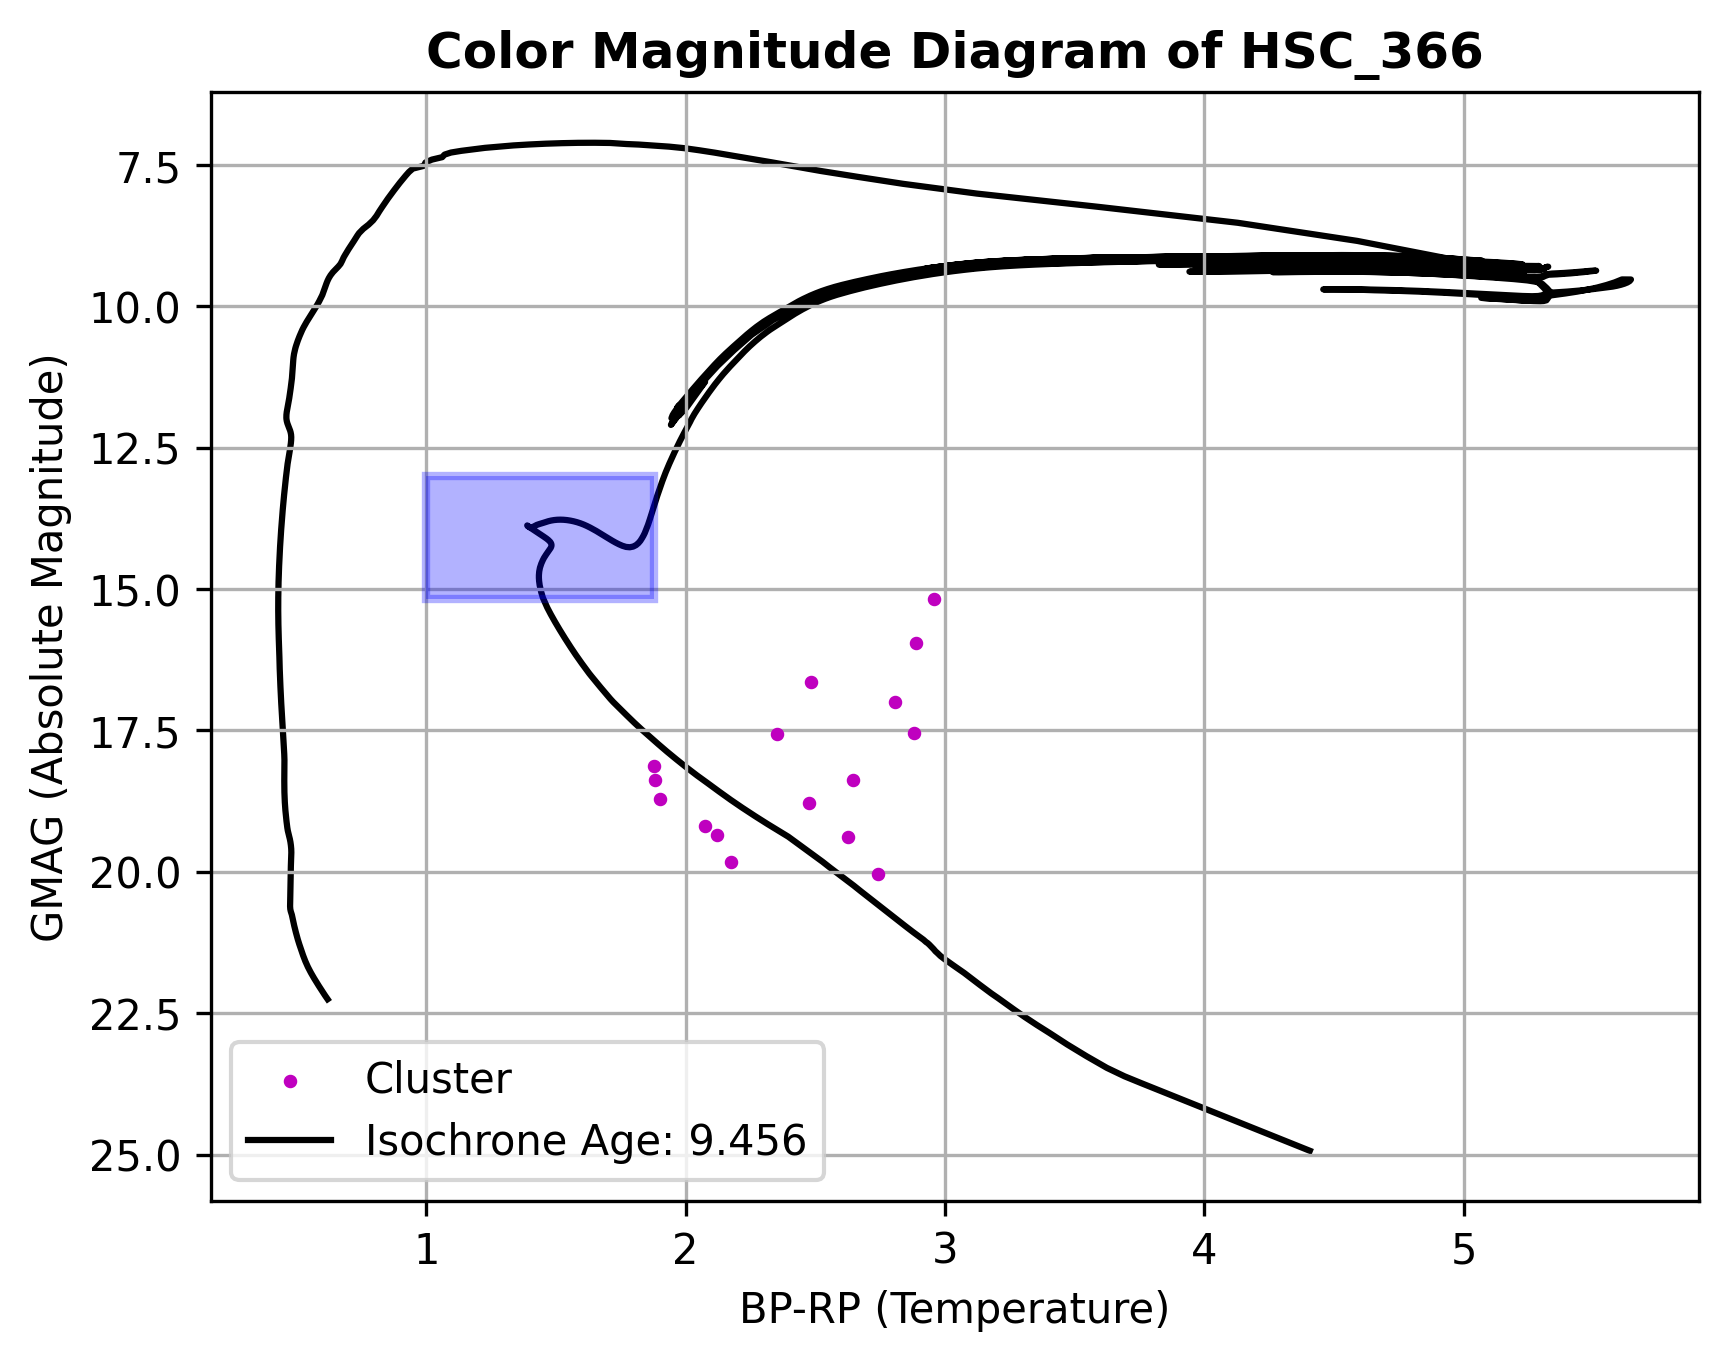 Color Magnitude Diagram of HSC_366
GMAG (Absolute Magnitude)
7.5
10.0
12.5
15.0
17.5
20.0
22.5
25.0
Cluster
Isochrone Age: 9.456
1 2 3 4 5
BP-RP (Temperature)